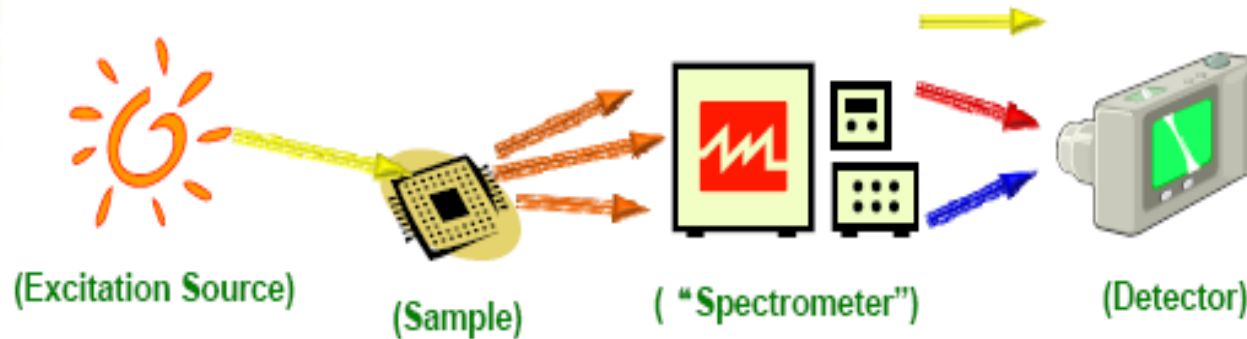 (Excitation Source)
(Sample)
( “Spectrometer”)
(Detector)